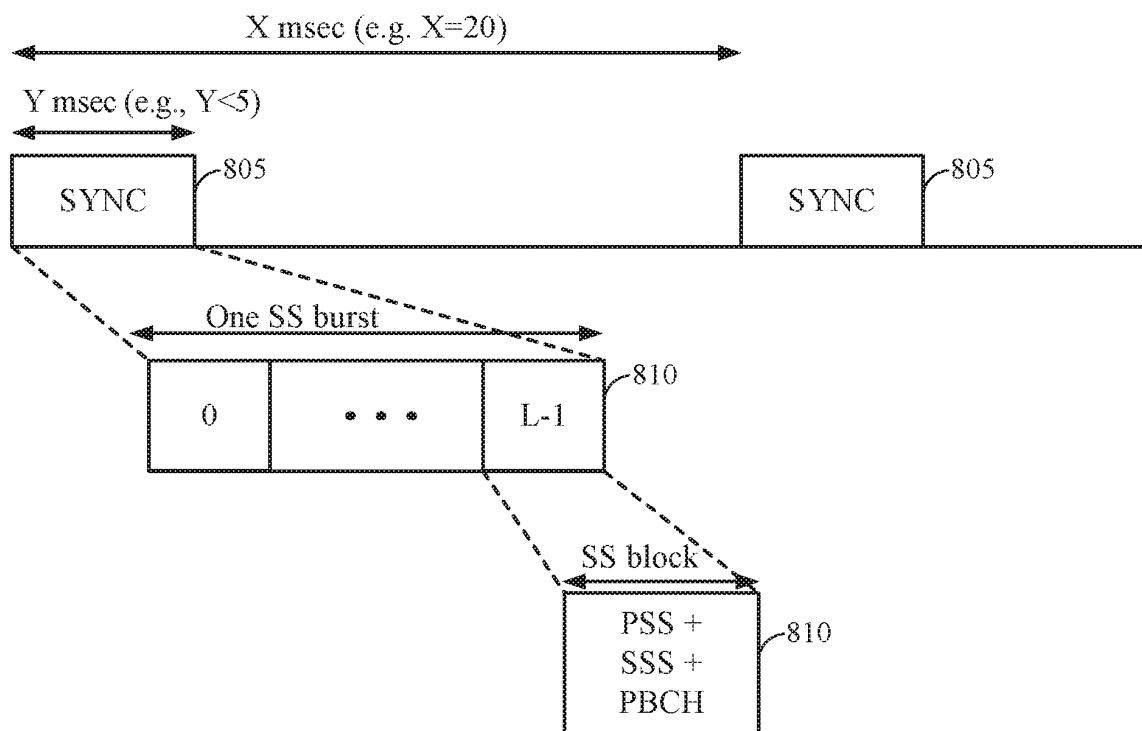 X msec (e.g. X=20)
Y msec (e.g., Y<5)
SYNC
805
SYNC
805
One SS burst
0
• • •
L-1
810
SS block
PSS +
SSS +
PBCH
810